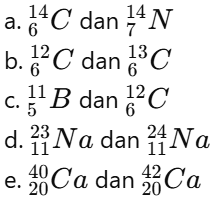 a. ¹⁴₆C dan ¹⁴₇N
b. ¹²₆C dan ¹³₆C
c. ¹¹₅B dan ¹²₆C
d. ²³₁₁Na dan ²⁴₁₁Na
e. ⁴⁰₂₀Ca dan ⁴²₂₀Ca